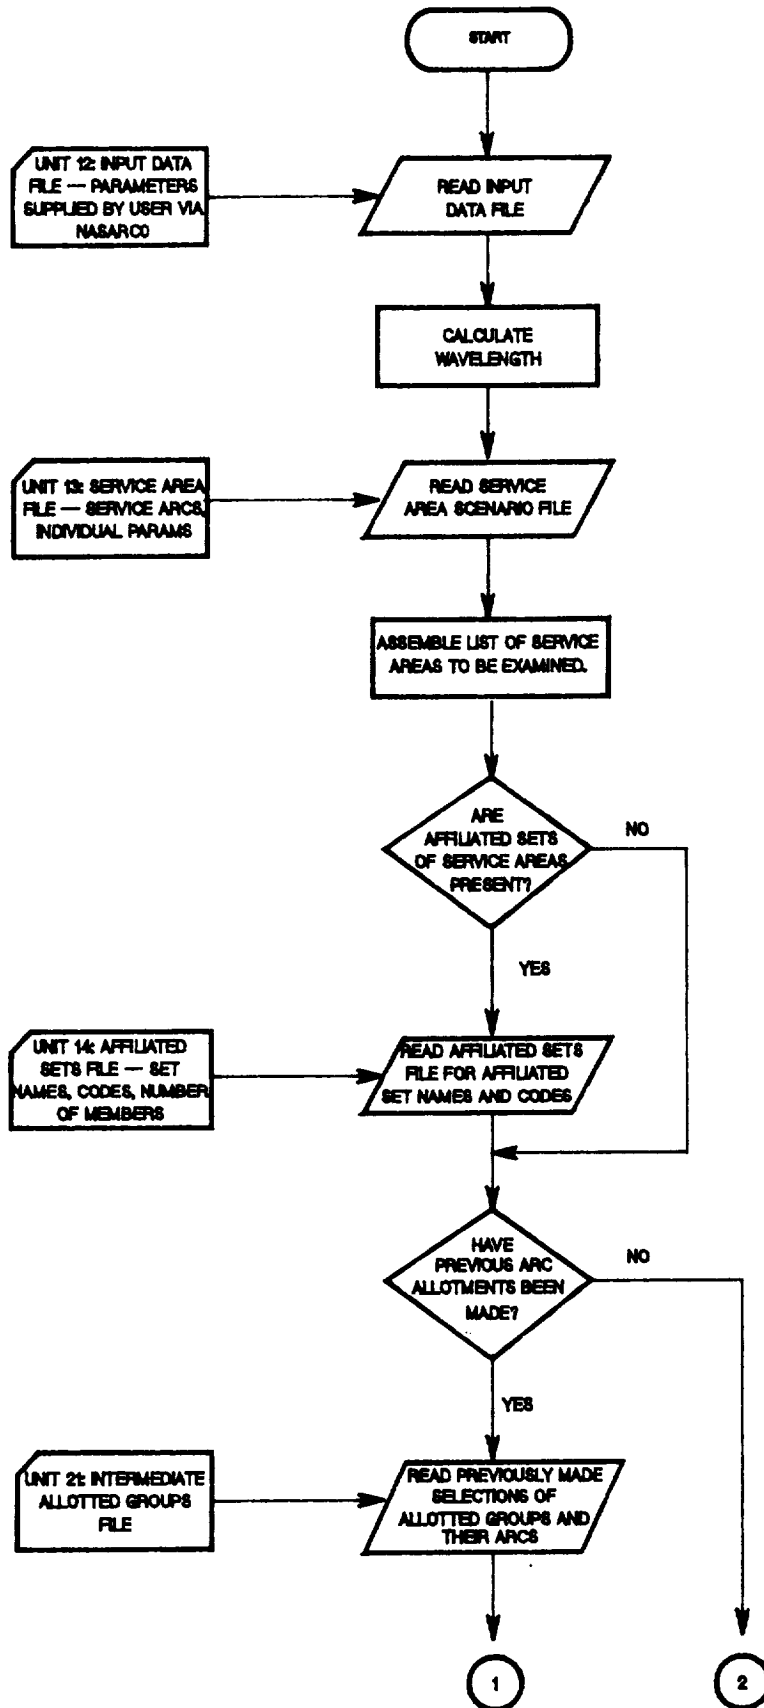 START
UNIT 12: INPUT DATA
FILE — PARAMETERS
SUPPLIED BY USER VIA
NASARC0
READ INPUT
DATA FILE
CALCULATE
WAVELENGTH
UNIT 13: SERVICE AREA
FILE — SERVICE ARCS,
INDIVIDUAL PARAMS
READ SERVICE
AREA SCENARIO FILE
ASSEMBLE LIST OF SERVICE
AREAS TO BE EXAMINED.
ARE
AFFILIATED SETS
OF SERVICE AREAS
PRESENT?
NO
YES
UNIT 14: AFFILIATED
SETS FILE — SET
NAMES, CODES, NUMBER
OF MEMBERS
READ AFFILIATED SETS
FILE FOR AFFILIATED
SET NAMES AND CODES
HAVE
PREVIOUS ARC
ALLOTMENTS BEEN
MADE?
NO
YES
UNIT 21: INTERMEDIATE
ALLOTTED GROUPS
FILE
READ PREVIOUSLY MADE
SELECTIONS OF
ALLOTTED GROUPS AND
THEIR ARCS
1
2